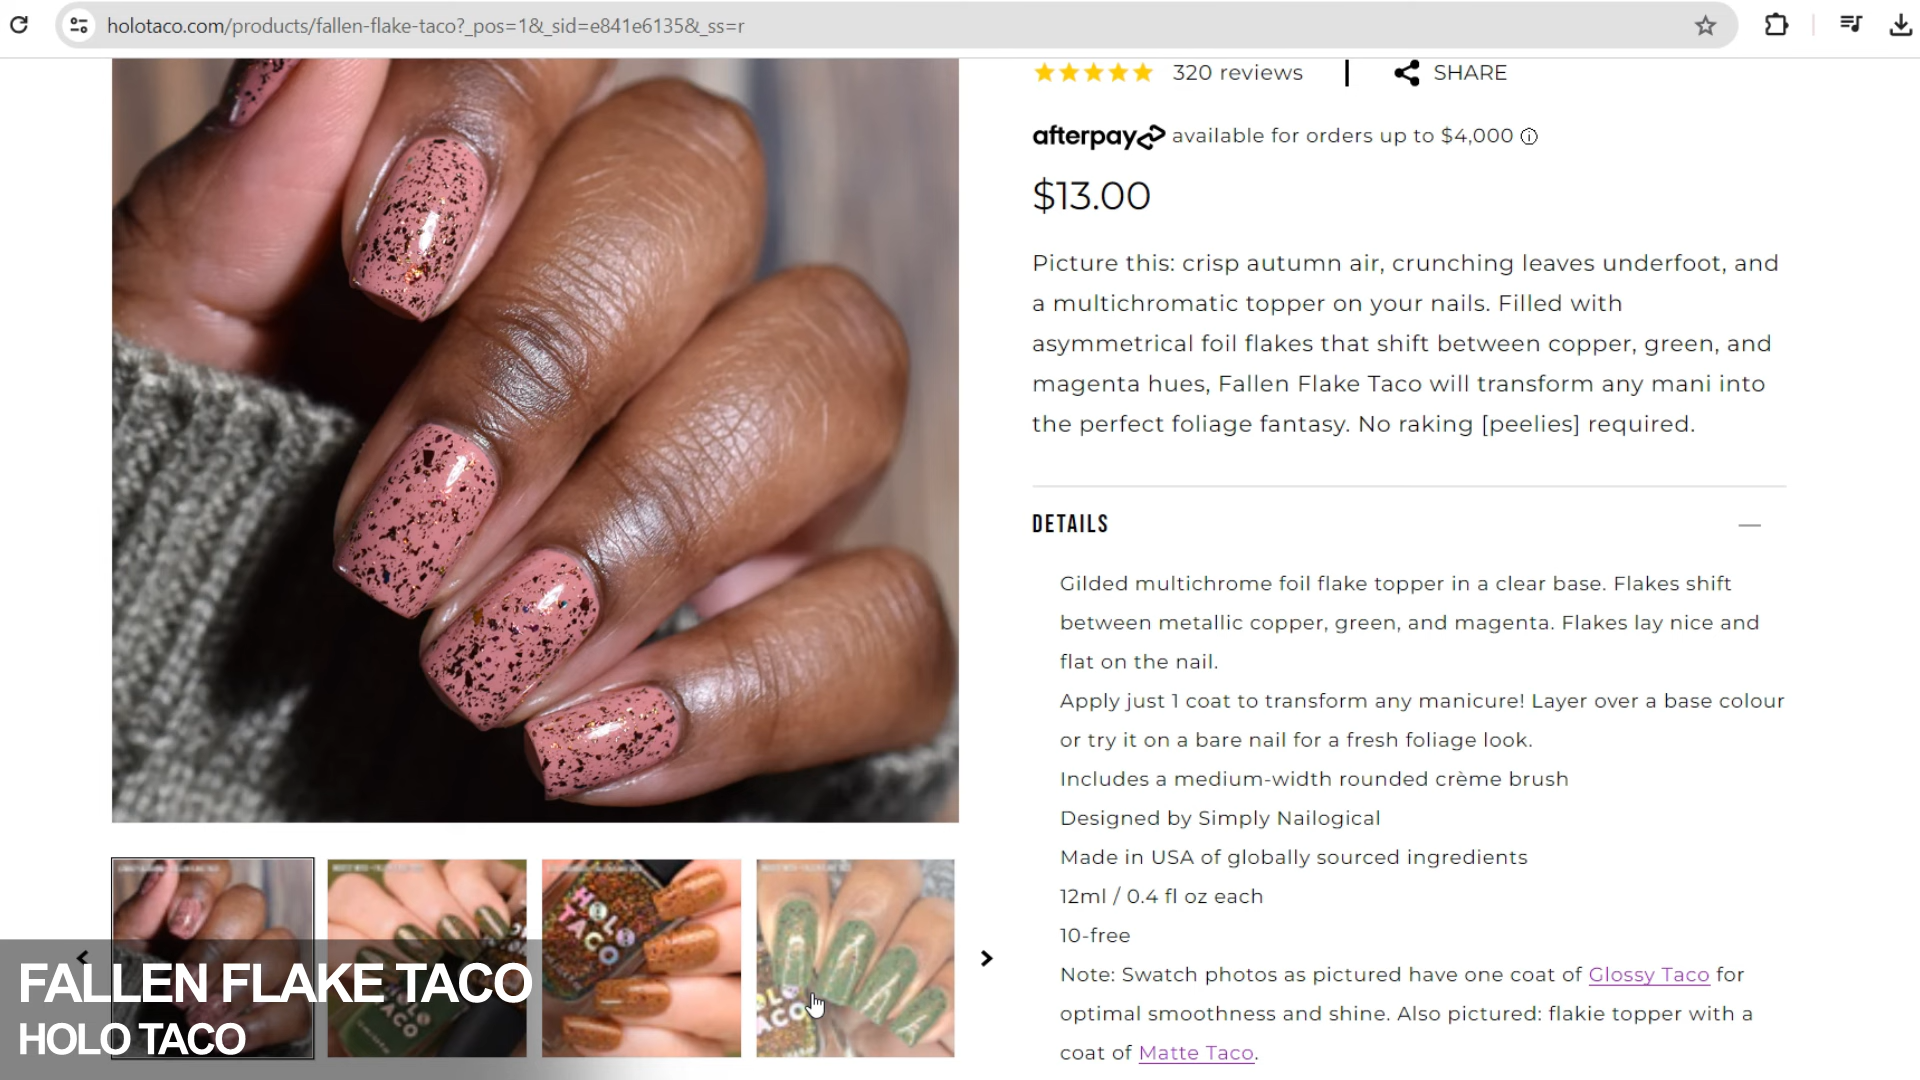 holotaco.com/products/fallen-flake-taco?_pos=1&_sid=e841e6135&_ss=r
320 reviews | SHARE
afterpay available for orders up to $4,000
$13.00
Picture this: crisp autumn air, crunching leaves underfoot, and
a multichromatic topper on your nails. Filled with
asymmetrical foil flakes that shift between copper, green, and
magenta hues, Fallen Flake Taco will transform any mani into
the perfect foliage fantasy. No raking [peelies] required.
DETAILS
Gilded multichrome foil flake topper in a clear base. Flakes shift
between metallic copper, green, and magenta. Flakes lay nice and
flat on the nail.
Apply just 1 coat to transform any manicure! Layer over a base colour
or try it on a bare nail for a fresh foliage look.
Includes a medium-width rounded crème brush
Designed by Simply Nailogical
Made in USA of globally sourced ingredients
12ml / 0.4 fl oz each
10-free
Note: Swatch photos as pictured have one coat of Glossy Taco for
optimal smoothness and shine. Also pictured: flakie topper with a
coat of Matte Taco.
HOLO
TACO
HOLO
TACO
TACO
FALLEN FLAKE TACO
HOLO TACO